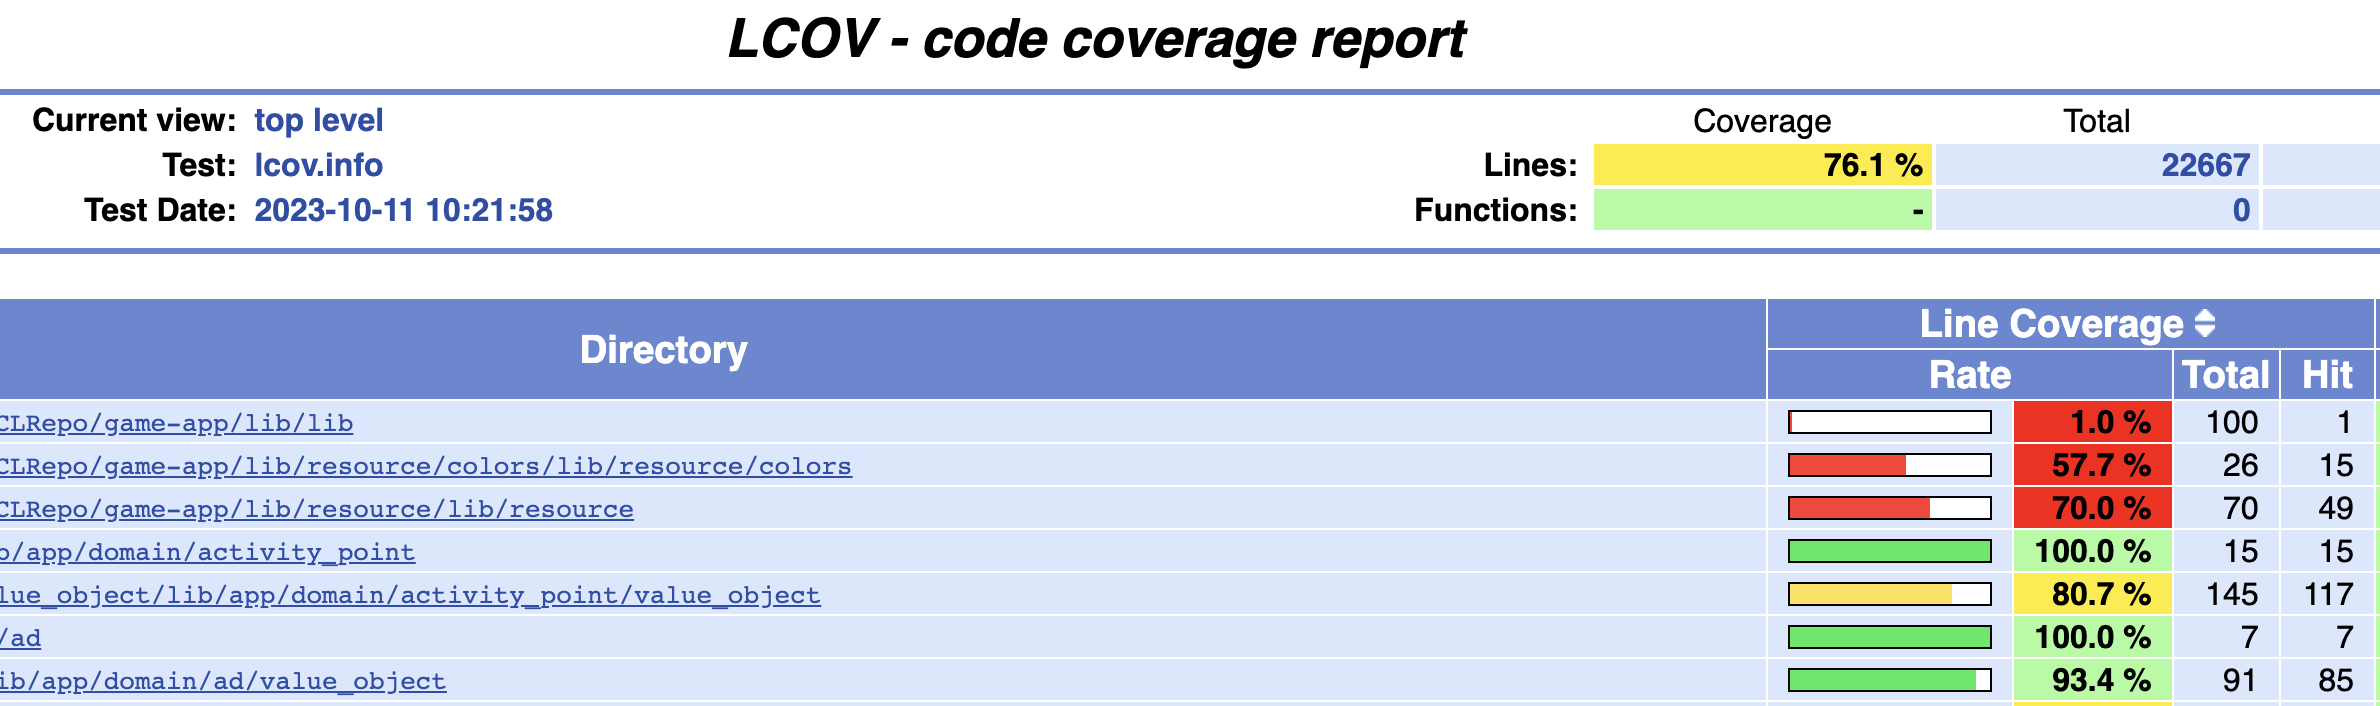 LCOV - code coverage report
Current view: top level
Coverage Total
Test: lcov.info
Lines: 76.1 % 22667
Test Date: 2023-10-11 10:21:58
Functions: - 0
Directory
Line Coverage
Rate Total Hit
CLRepo/game-app/lib/lib 1.0 % 100 1
CLRepo/game-app/lib/resource/colors/lib/resource/colors 57.7 % 26 15
CLRepo/game-app/lib/resource/lib/resource 70.0 % 70 49
b/app/domain/activity_point 100.0 % 15 15
lue_object/lib/app/domain/activity_point/value_object 80.7 % 145 117
/ad 100.0 % 7 7
ib/app/domain/ad/value_object 93.4 % 91 85